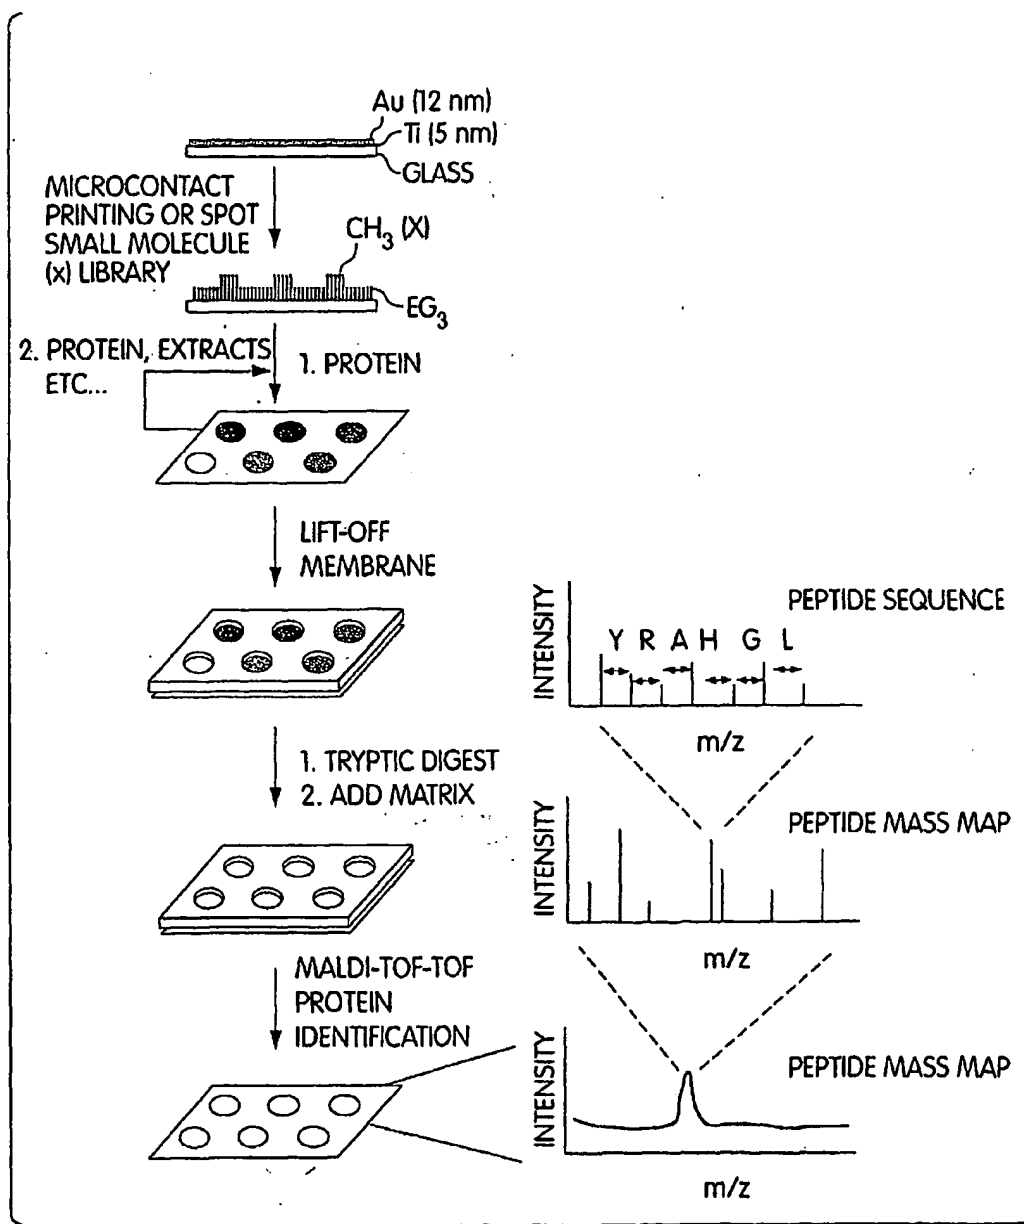 Au (12 nm)
Ti (5 nm)
GLASS
MICROCONTACT
PRINTING OR SPOT
SMALL MOLECULE
(x) LIBRARY
CH3 (X)
EG3
2. PROTEIN, EXTRACTS
ETC...
1. PROTEIN
LIFT-OFF
MEMBRANE
1. TRYPTIC DIGEST
2. ADD MATRIX
MALDI-TOF-TOF
PROTEIN
IDENTIFICATION
PEPTIDE SEQUENCE
INTENSITY
Y R A H G L
m/z
PEPTIDE MASS MAP
INTENSITY
m/z
PEPTIDE MASS MAP
INTENSITY
m/z